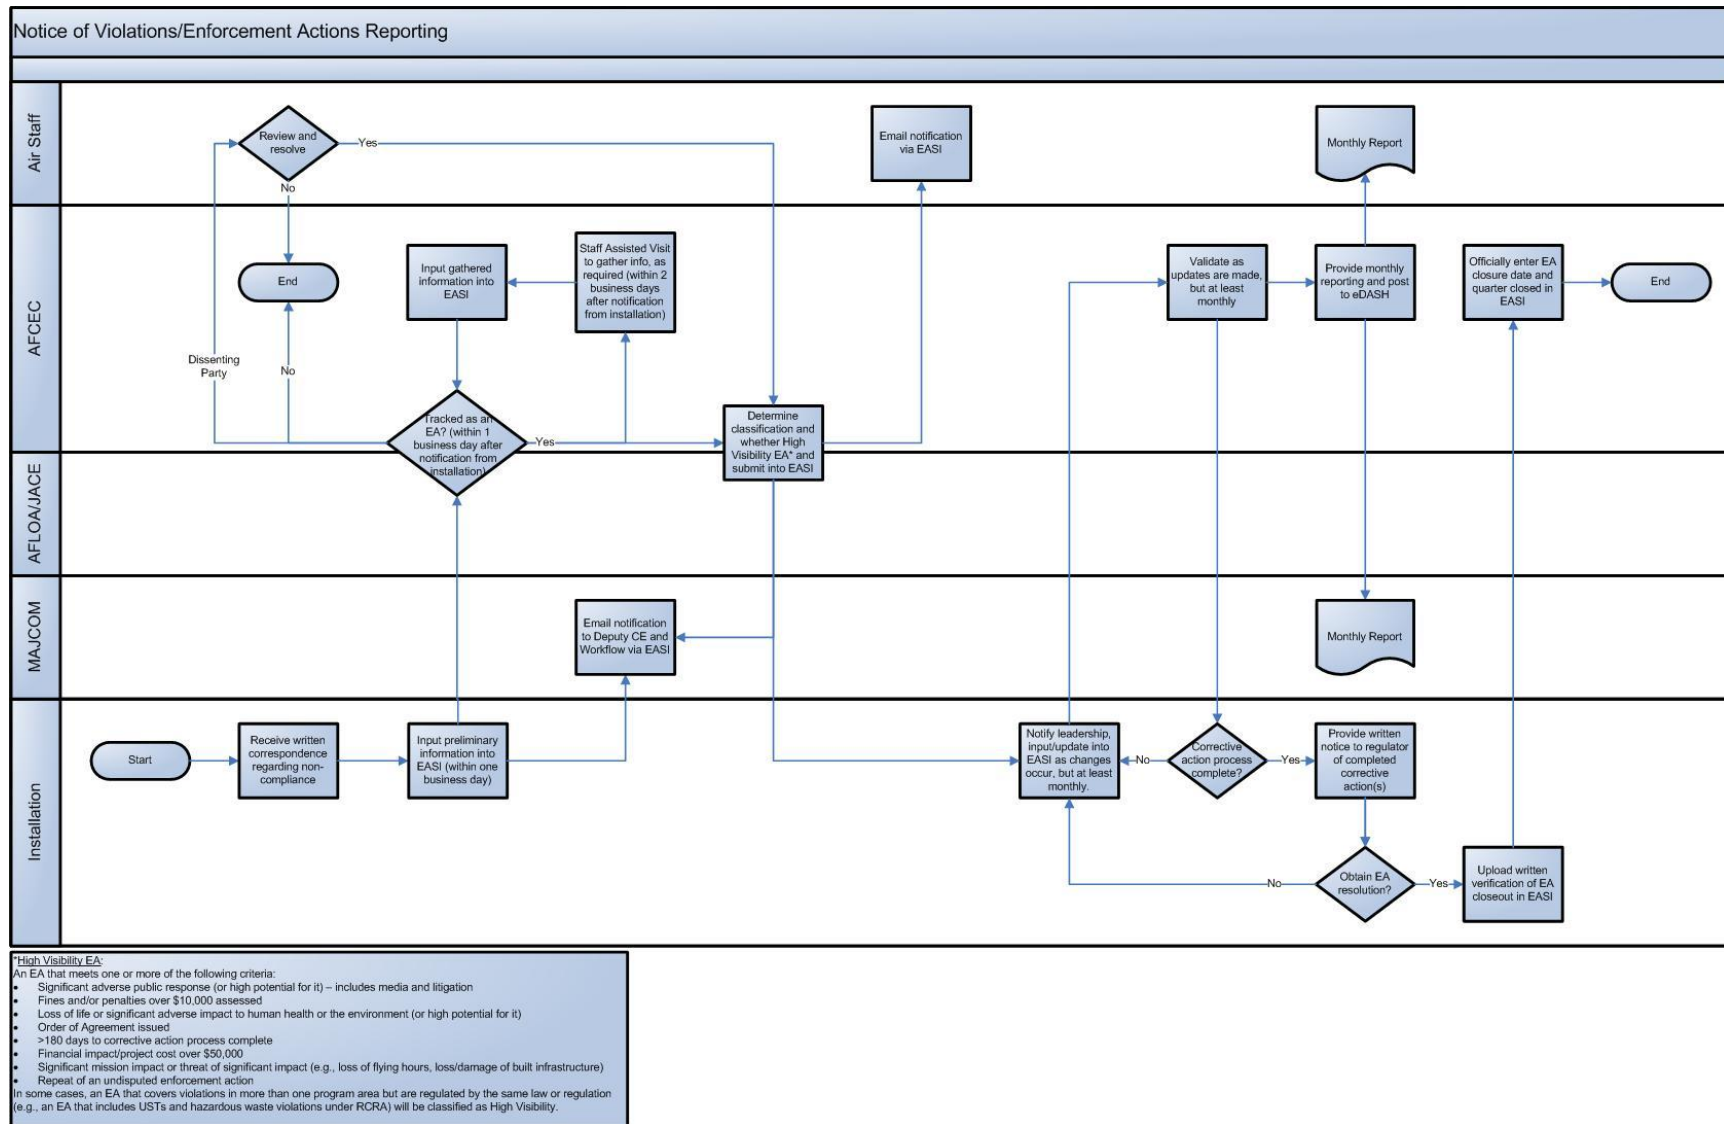 Notice of Violations/Enforcement Actions Reporting
Air Staff
Review and
resolve
Yes
No
Email notification
via EASI
Monthly Report
AFCEC
End
Dissenting
Party
No
Input gathered
information into
EASI
Staff Assisted Visit
to gather info, as
required (within 2
business days
after notification
from installation)
Tracked as an
EA? (within 1
business day after
notification from
installation)
Yes
Determine
classification and
whether High
Visibility EA* and
submit into EASI
Validate as
updates are made,
but at least
monthly
Provide monthly
reporting and post
to eDASH
Officially enter EA
closure date and
quarter closed in
EASI
End
AFLOA/JACE
MAJCOM
Email notification
to Deputy CE and
Workflow via EASI
Monthly Report
Installation
Start
Receive written
correspondence
regarding non-
compliance
Input preliminary
information into
EASI (within one
business day)
Notify leadership,
input/update into
EASI as changes
occur, but at least
monthly.
No
Corrective
action process
complete?
Yes
Provide written
notice to regulator
of completed
corrective
action(s)
No
Obtain EA
resolution?
Yes
Upload written
verification of EA
closeout in EASI
*High Visibility EA:
An EA that meets one or more of the following criteria:
• Significant adverse public response (or high potential for it) – includes media and litigation
• Fines and/or penalties over $10,000 assessed
• Loss of life or significant adverse impact to human health or the environment (or high potential for it)
• Order of Agreement issued
• >180 days to corrective action process complete
• Financial impact/project cost over $50,000
• Significant mission impact or threat of significant impact (e.g., loss of flying hours, loss/damage of built infrastructure)
• Repeat of an undisputed enforcement action
In some cases, an EA that covers violations in more than one program area but are regulated by the same law or regulation
(e.g., an EA that includes USTs and hazardous waste violations under RCRA) will be classified as High Visibility.